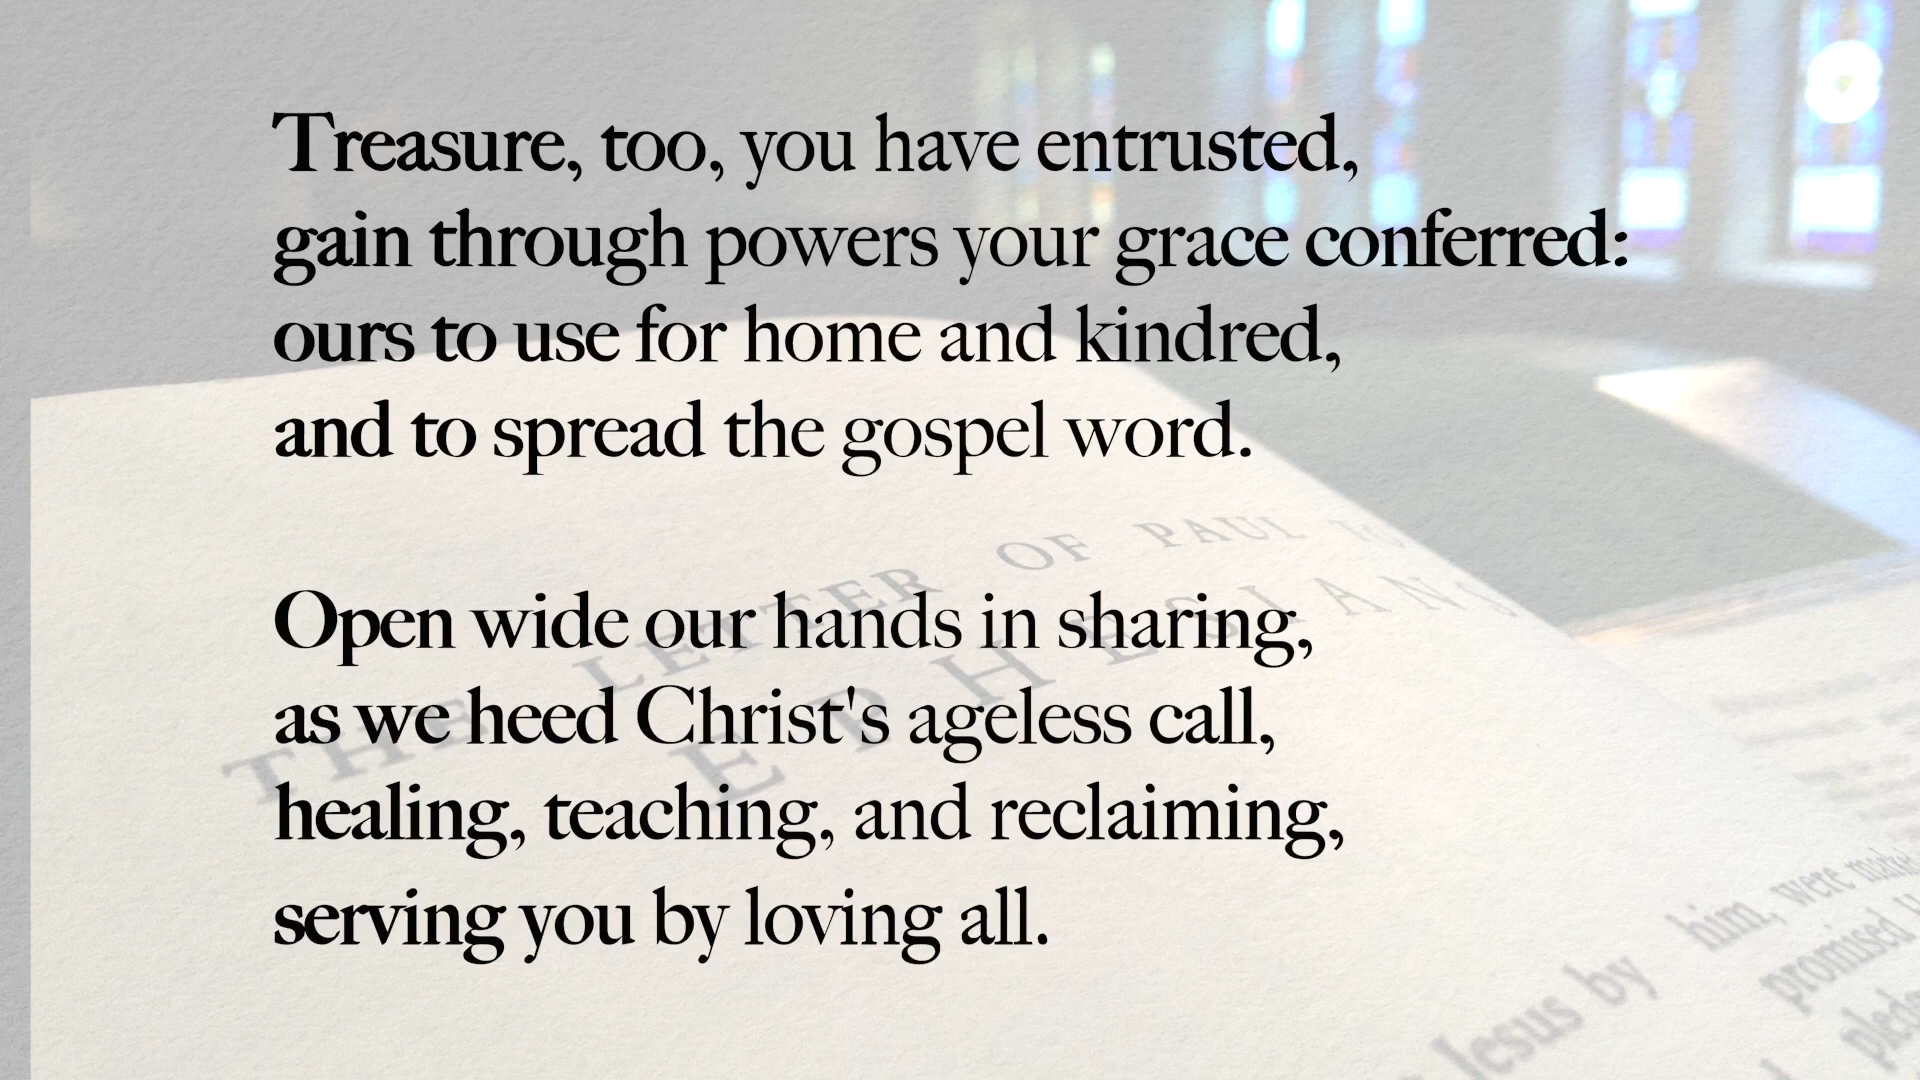 Treasure, too, you have entrusted,
gain through powers your grace conferred:
ours to use for home and kindred,
and to spread the gospel word.
Open wide our hands in sharing,
as we heed Christ's ageless call,
healing, teaching, and reclaiming,
serving you by loving all.
THE LETTER OF PAUL TO
EPHESIANS
him, were
promised
Jesus by